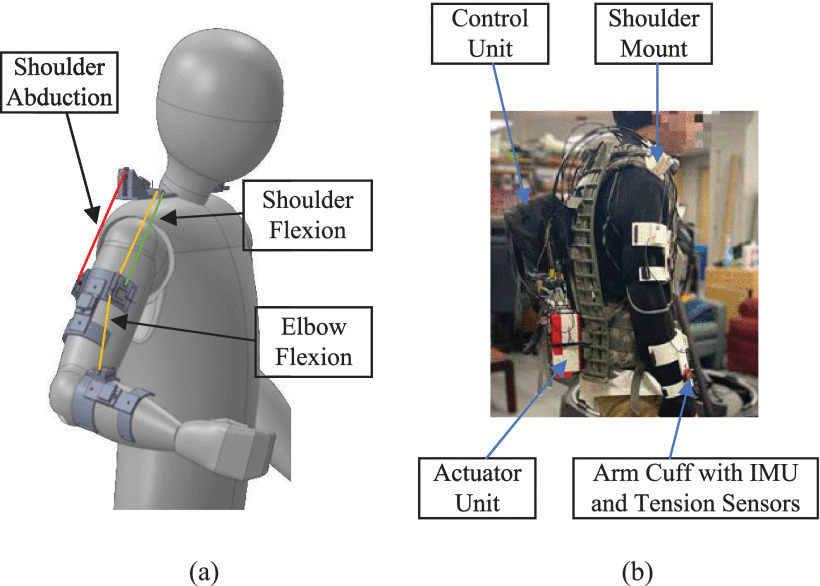 Shoulder
Abduction
Shoulder
Flexion
Elbow
Flexion
(a)
Control
Unit
Shoulder
Mount
Actuator
Unit
Arm Cuff with IMU
and Tension Sensors
(b)